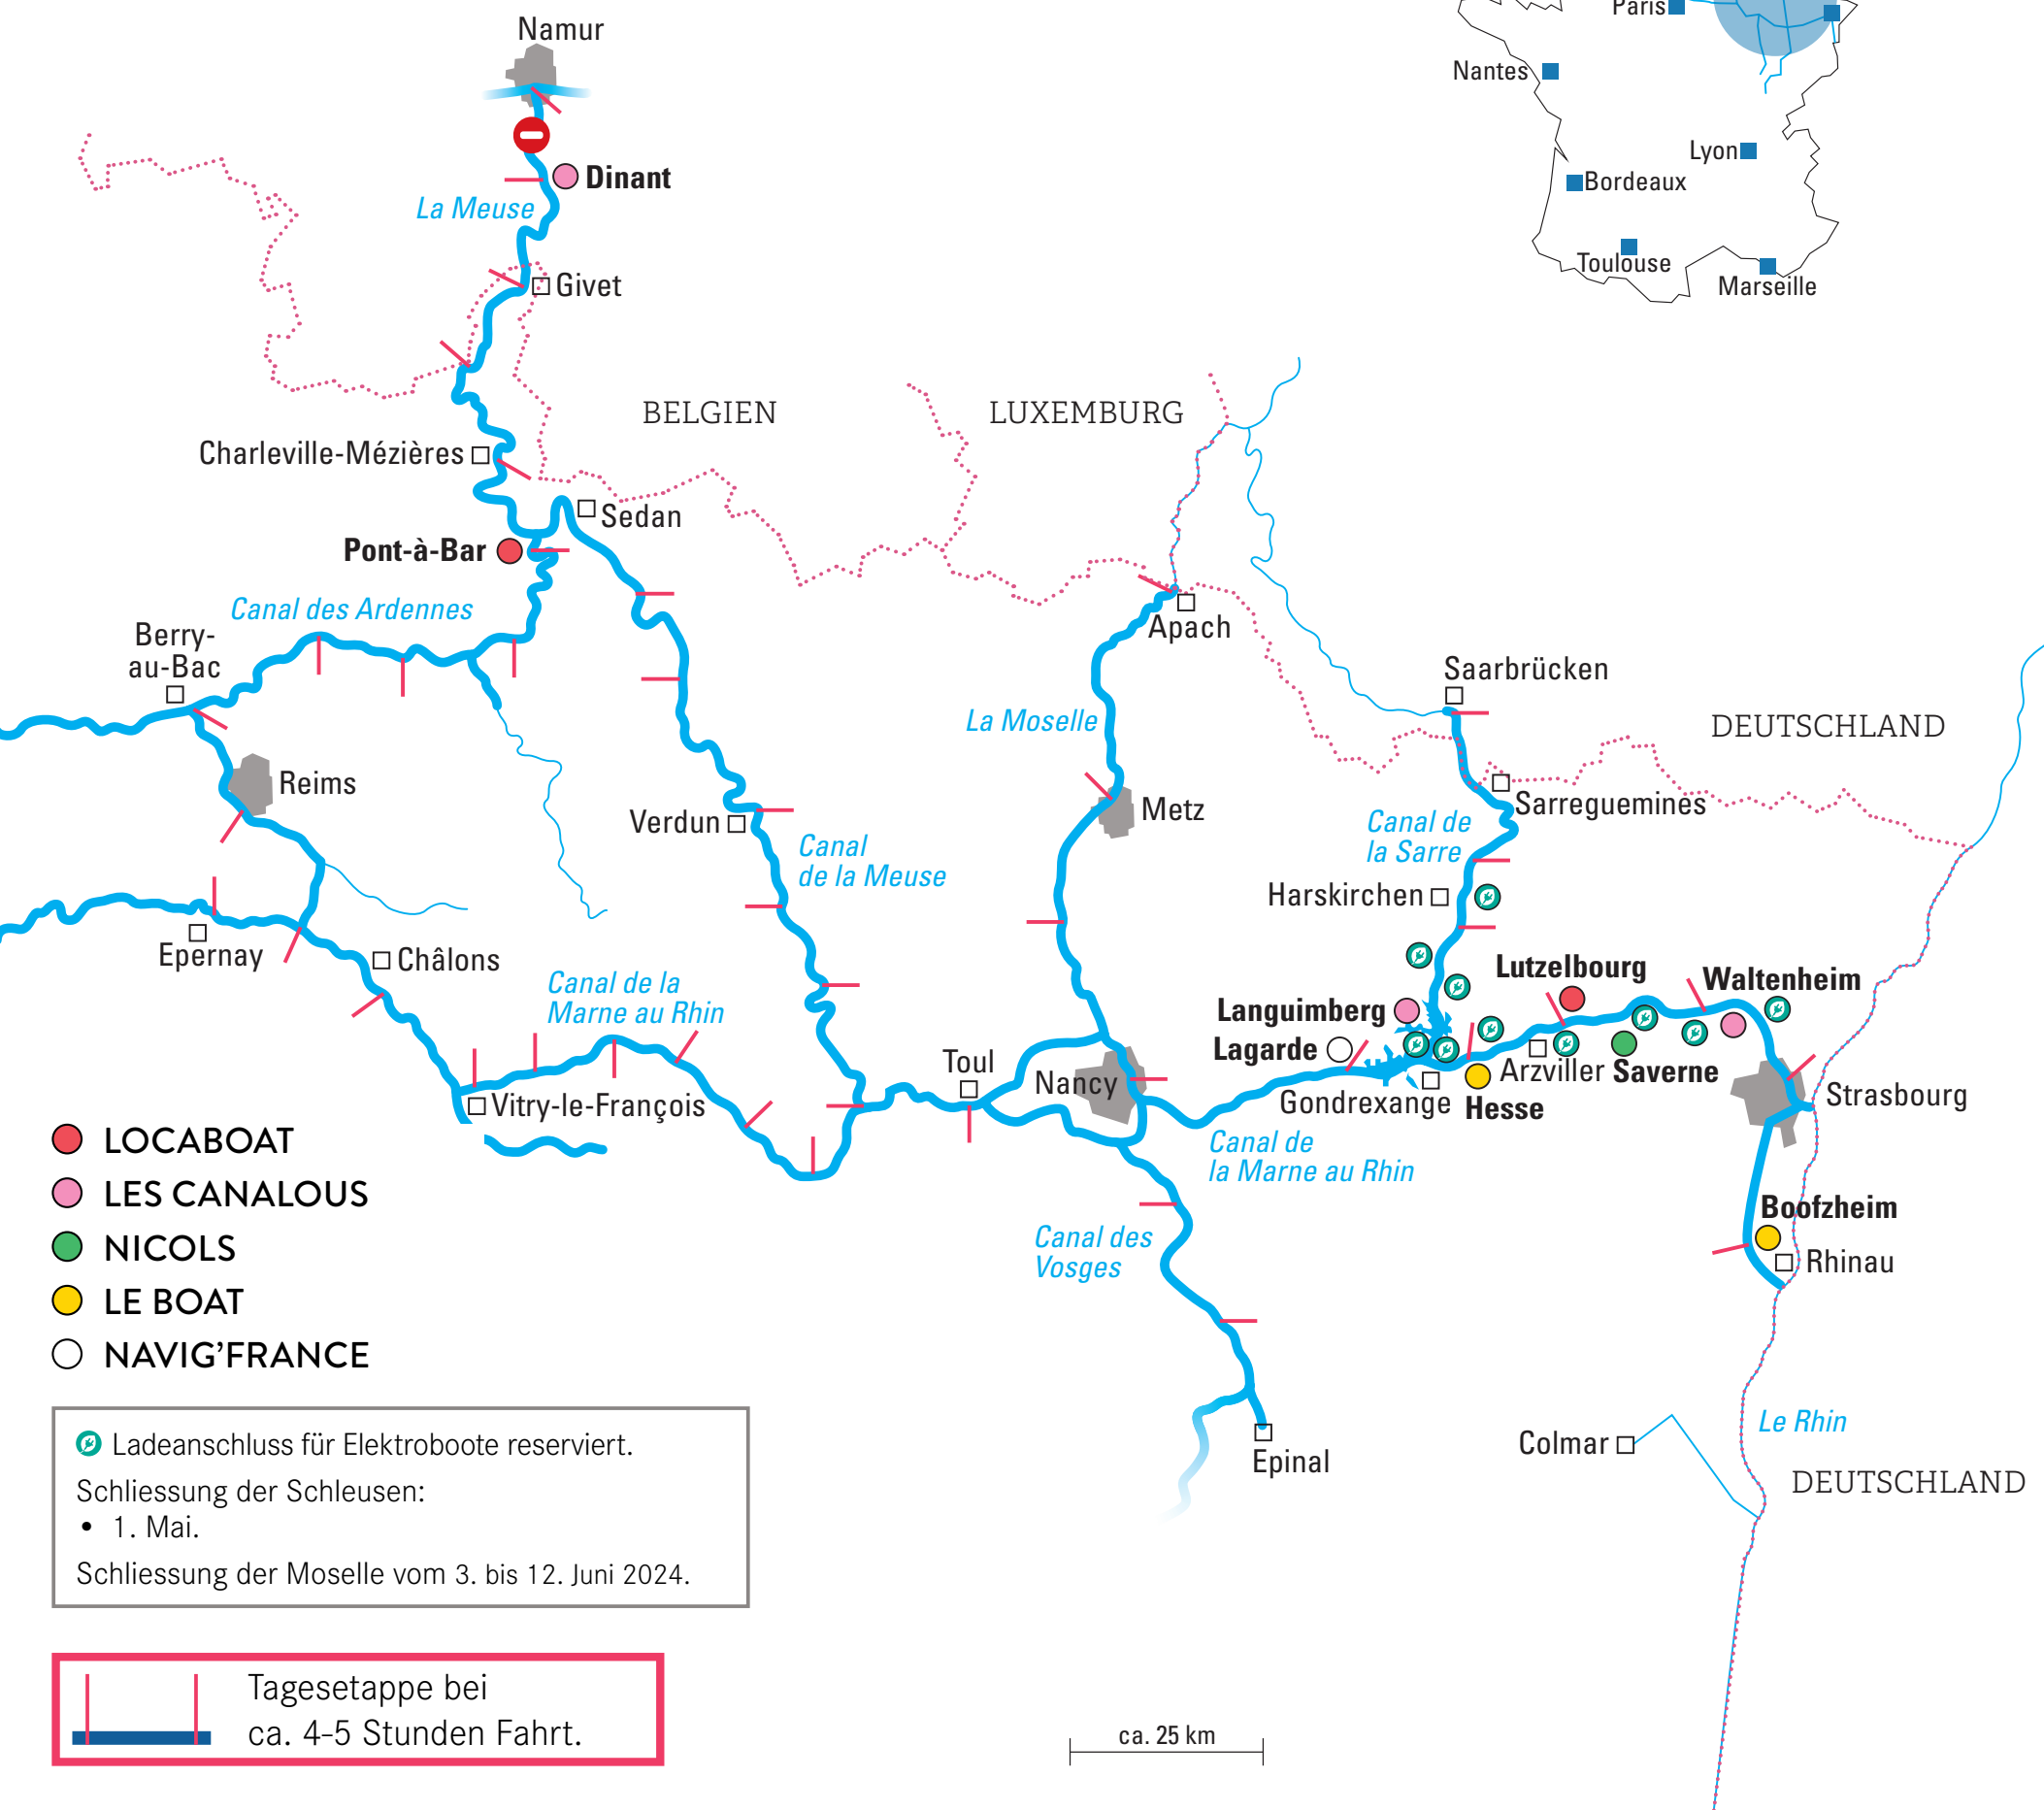 Paris
Nantes
Lyon
Bordeaux
Toulouse
Marseille
Namur
Dinant
La Meuse
Givet
BELGIEN
LUXEMBURG
Charleville-Mézières
Sedan
Pont-à-Bar
Canal des Ardennes
Berry-
au-Bac
Apach
Saarbrücken
La Moselle
DEUTSCHLAND
Reims
Metz
Sarreguemines
Verdun
Canal de
la Sarre
Canal
de la Meuse
Harskirchen
Epernay
Châlons
Canal de la
Marne au Rhin
Lutzelbourg
Waltenheim
Languimberg
Lagarde
Toul
Nancy
Arzviller
Saverne
Gondrexange
Hesse
Strasbourg
Vitry-le-François
Canal de
la Marne au Rhin
LOCABOAT
LES CANALOUS
NICOLS
LE BOAT
NAVIG’FRANCE
Canal des
Vosges
Boofzheim
Rhinau
Le Rhin
Colmar
Epinal
DEUTSCHLAND
Ladeanschluss für Elektroboote reserviert.
Schliessung der Schleusen:
• 1. Mai.
Schliessung der Moselle vom 3. bis 12. Juni 2024.
Tagesetappe bei
ca. 4-5 Stunden Fahrt.
ca. 25 km